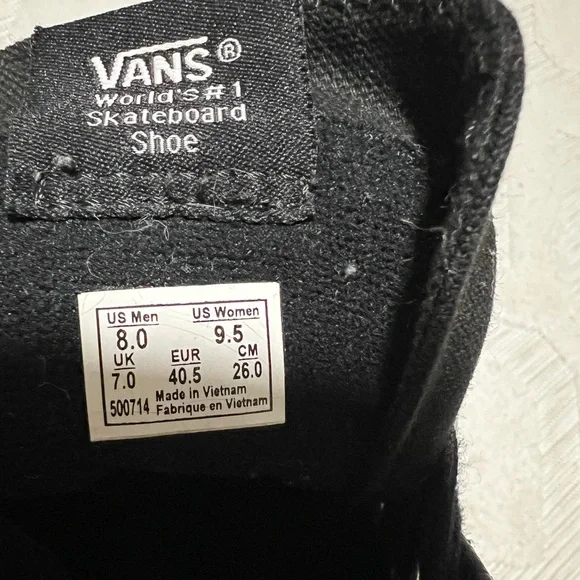 VANS®
World's #1
Skateboard
Shoe
US Men US Women
8.0 9.5
UK EUR CM
7.0 40.5 26.0
500714 Made in Vietnam
Fabrique en Vietnam